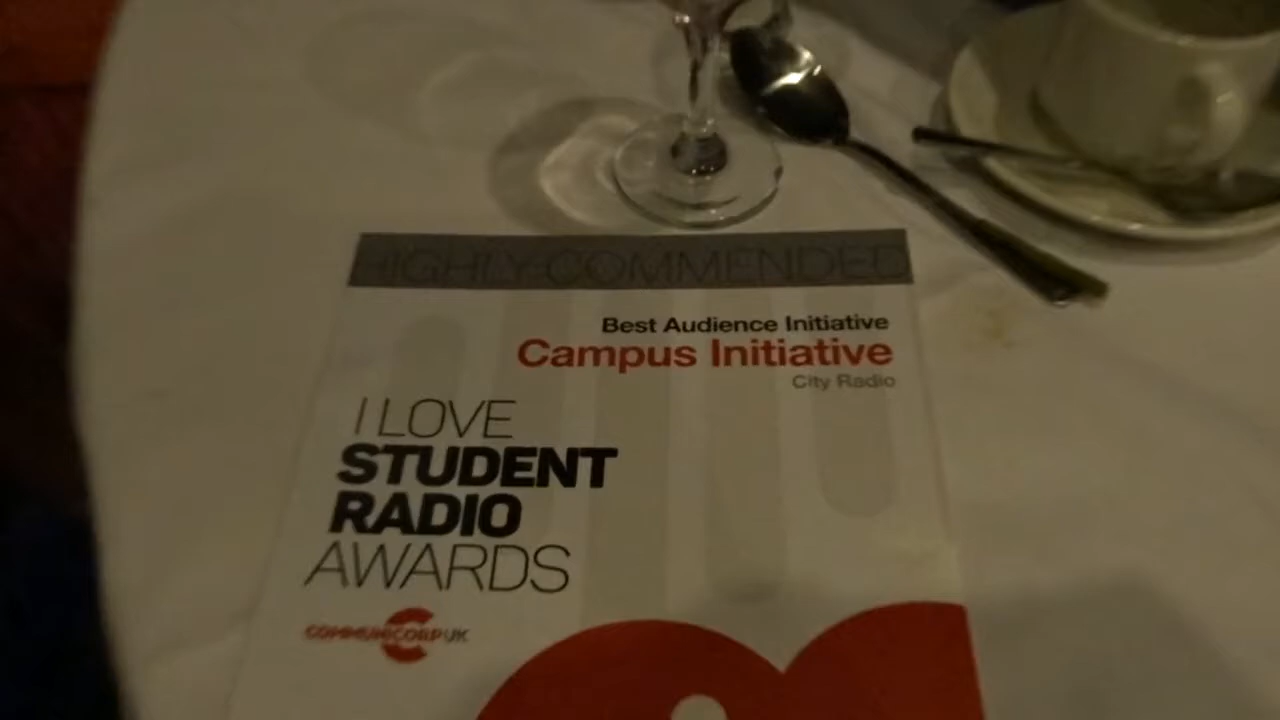 HIGHLY COMMENDED
Best Audience Initiative
Campus Initiative
City Radio
I LOVE
STUDENT
RADIO
AWARDS
COMMUNICORP UK